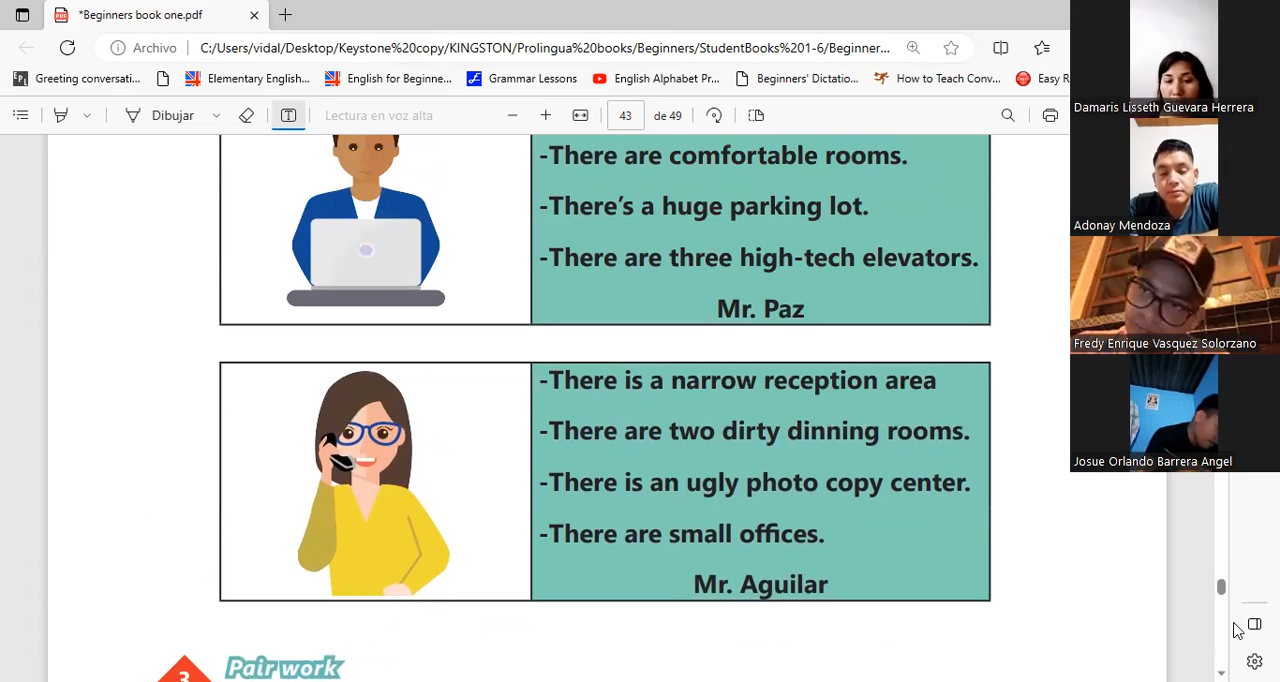 *Beginners book one.pdf
Archivo
C:/Users/vidal/Desktop/Keystone%20copy/KINGSTON/Prolingua%20books/Beginners/StudentBooks%201-6/Beginner...
Greeting conversati...
Elementary English...
English for Beginne...
Grammar Lessons
English Alphabet Pr...
Beginners' Dictatio...
How to Teach Conv...
Easy R
Dibujar
Lectura en voz alta
43
de 49
-There are comfortable rooms.
-There's a huge parking lot.
-There are three high-tech elevators.
Mr. Paz
-There is a narrow reception area
-There are two dirty dinning rooms.
-There is an ugly photo copy center.
-There are small offices.
Mr. Aguilar
3
Pair work
Damaris Lisseth Guevara Herrera
Adonay Mendoza
Fredy Enrique Vasquez Solorzano
Josue Orlando Barrera Angel